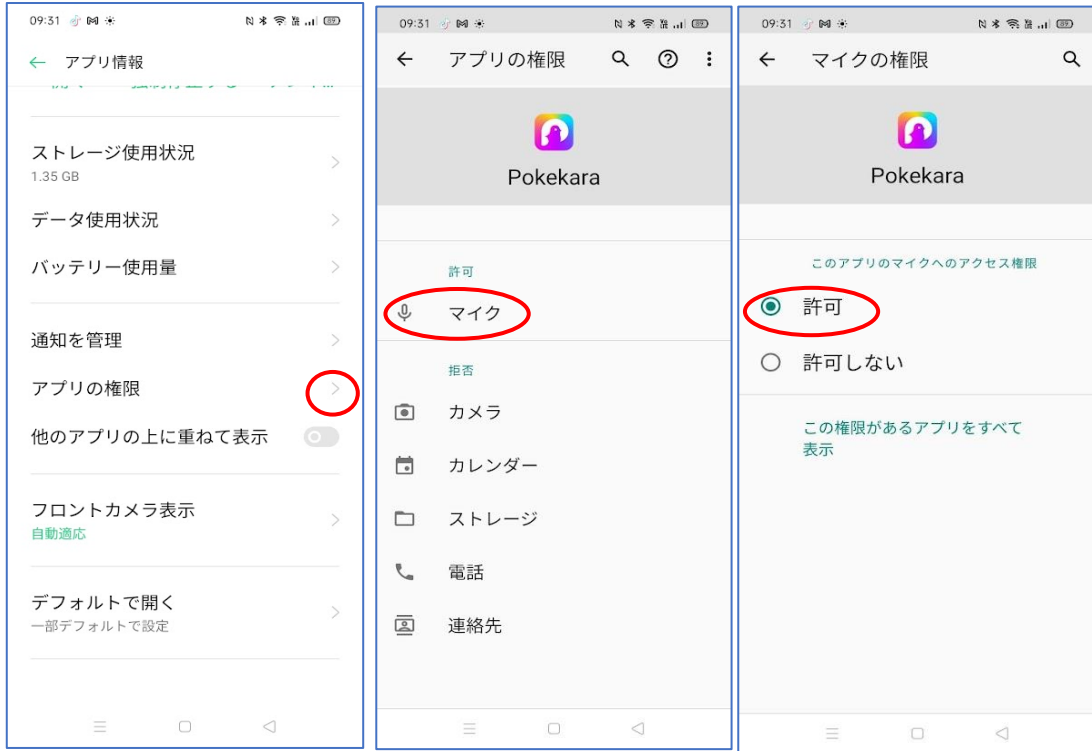 09:31
89
アプリ情報
ストレージ使用状況
1.35 GB
データ使用状況
バッテリー使用量
通知を管理
アプリの権限
他のアプリの上に重ねて表示
フロントカメラ表示
自動適応
デフォルトで開く
一部デフォルトで設定
09:31
89
アプリの権限
Pokekara
許可
マイク
拒否
カメラ
カレンダー
ストレージ
電話
連絡先
09:31
89
マイクの権限
Pokekara
このアプリのマイクへのアクセス権限
許可
許可しない
この権限があるアプリをすべて
表示